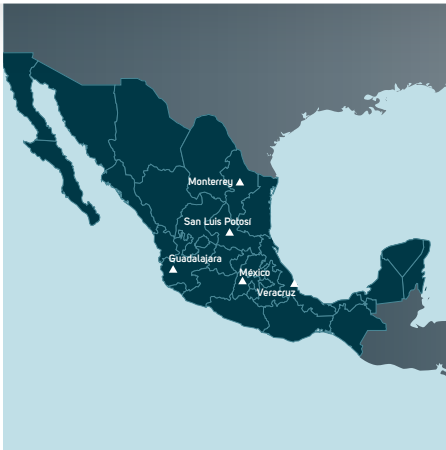 Monterrey
San Luis Potosí
Guadalajara
México
Veracruz